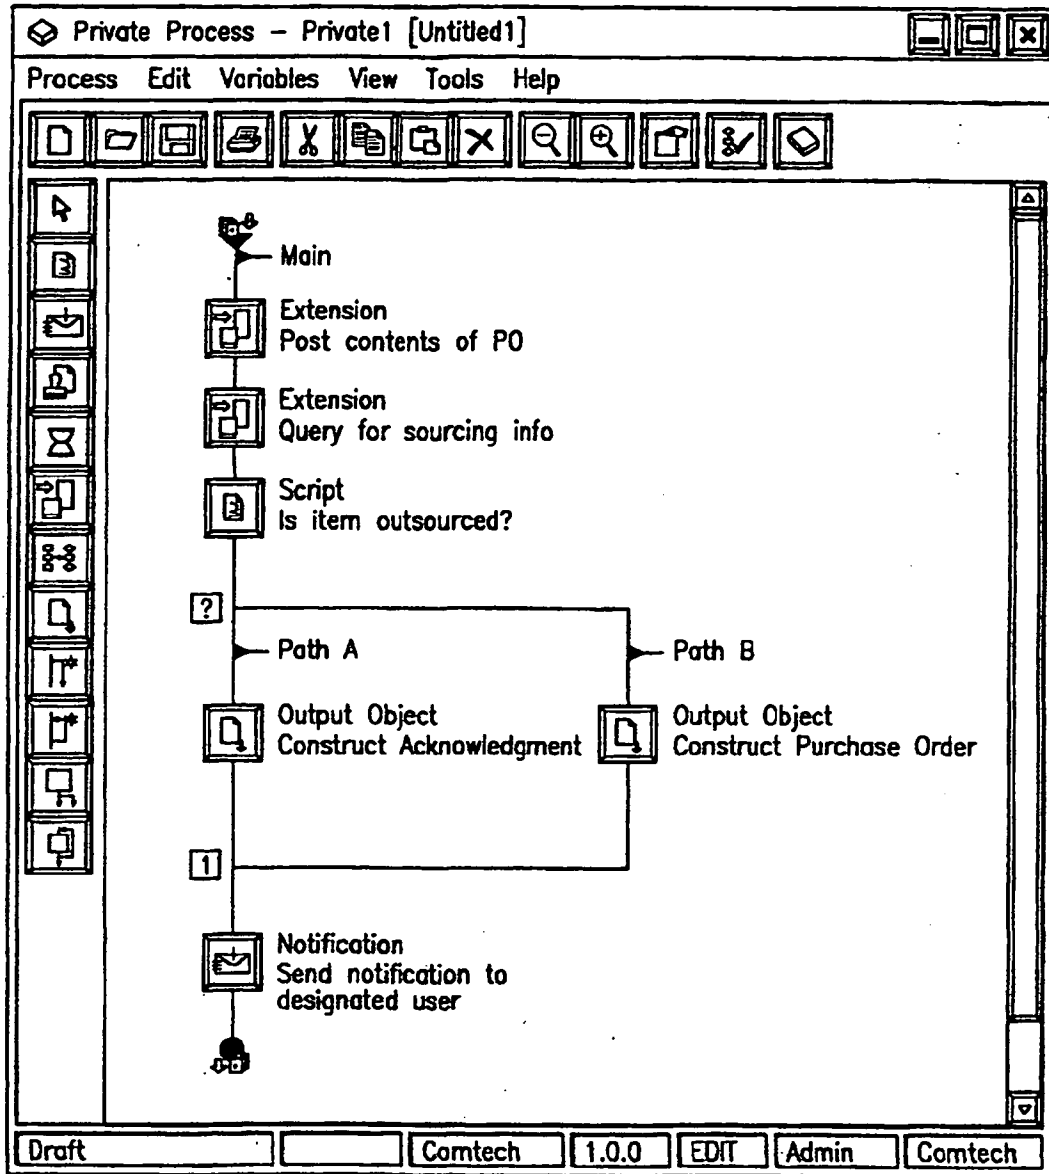 Private Process – Private1 [Untitled1]
Process Edit Variables View Tools Help
Main
Extension
Post contents of PO
Extension
Query for sourcing info
Script
Is item outsourced?
?
Path A
Path B
Output Object
Construct Acknowledgment
Output Object
Construct Purchase Order
1
Notification
Send notification to
designated user
Draft Comtech 1.0.0 EDIT Admin Comtech